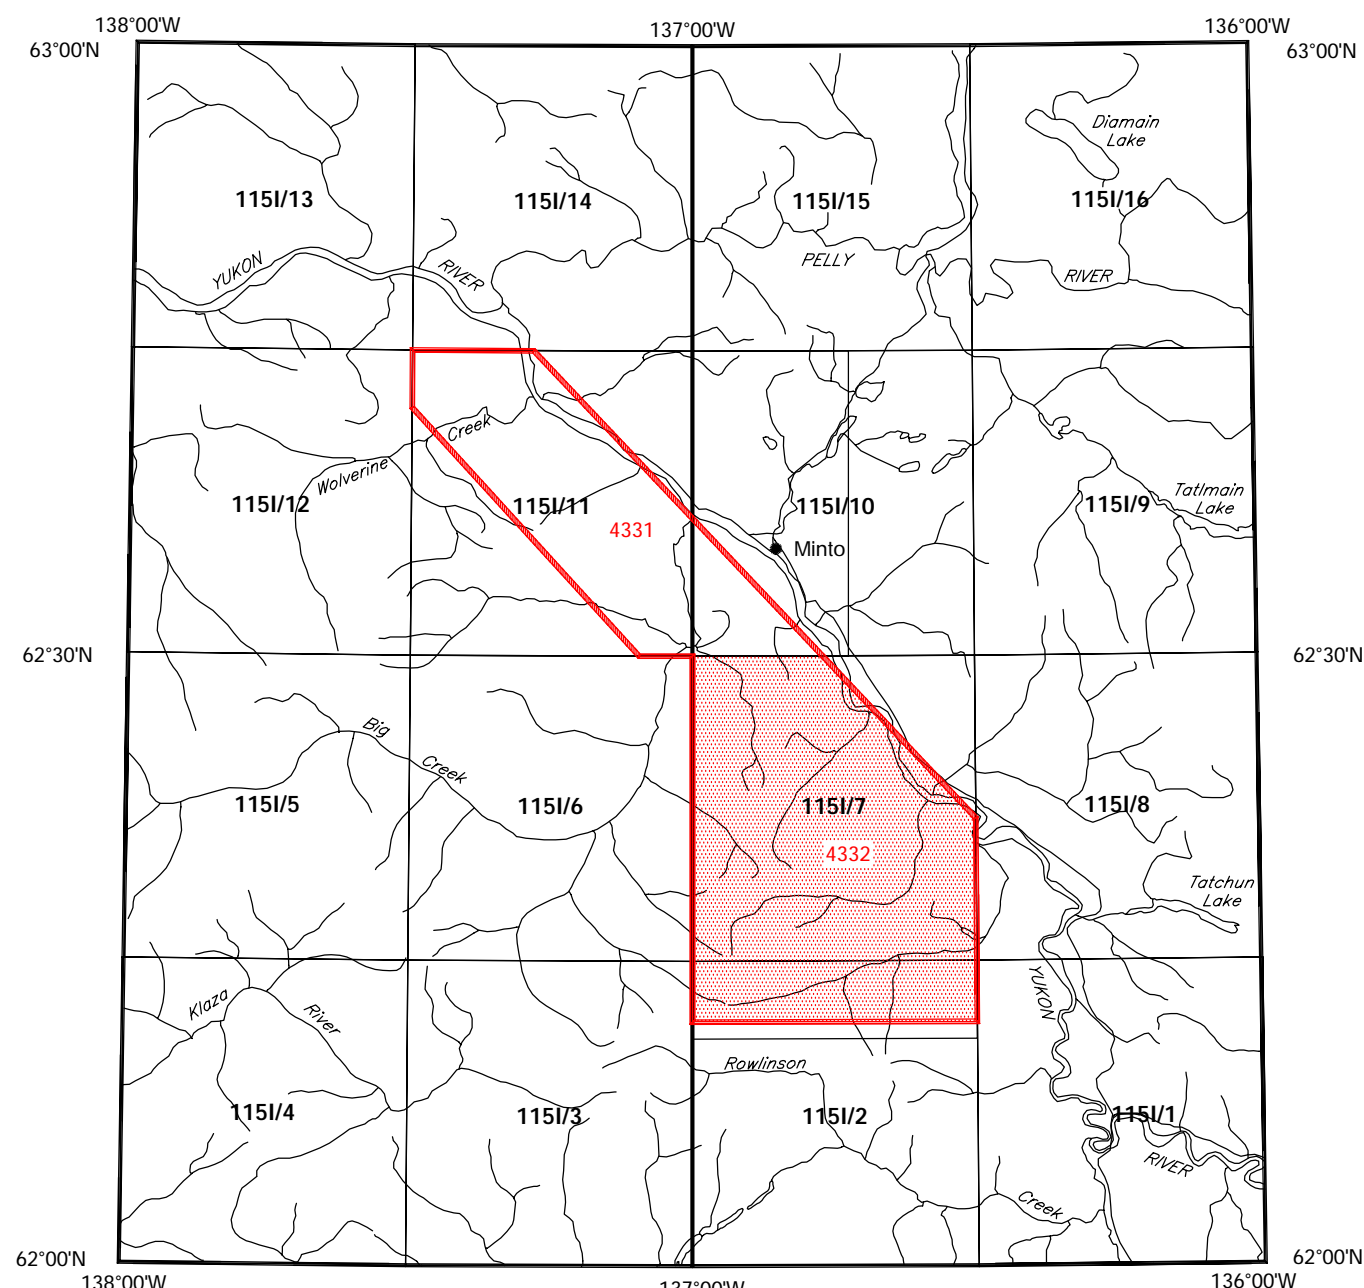 138°00'W
137°00'W
136°00'W
63°00'N
63°00'N
Diamain
Lake
115I/13
115I/14
115I/15
115I/16
YUKON
RIVER
PELLY
RIVER
Creek
Wolverine
115I/12
115I/11
115I/10
115I/9
Tatlmain
Lake
4331
Minto
62°30'N
62°30'N
Big
Creek
115I/5
115I/6
115I/7
115I/8
4332
Tatchun
Lake
Klaza
River
YUKON
Rowlinson
115I/4
115I/3
115I/2
115I/1
RIVER
Creek
62°00'N
62°00'N
138°00'W
137°00'W
136°00'W